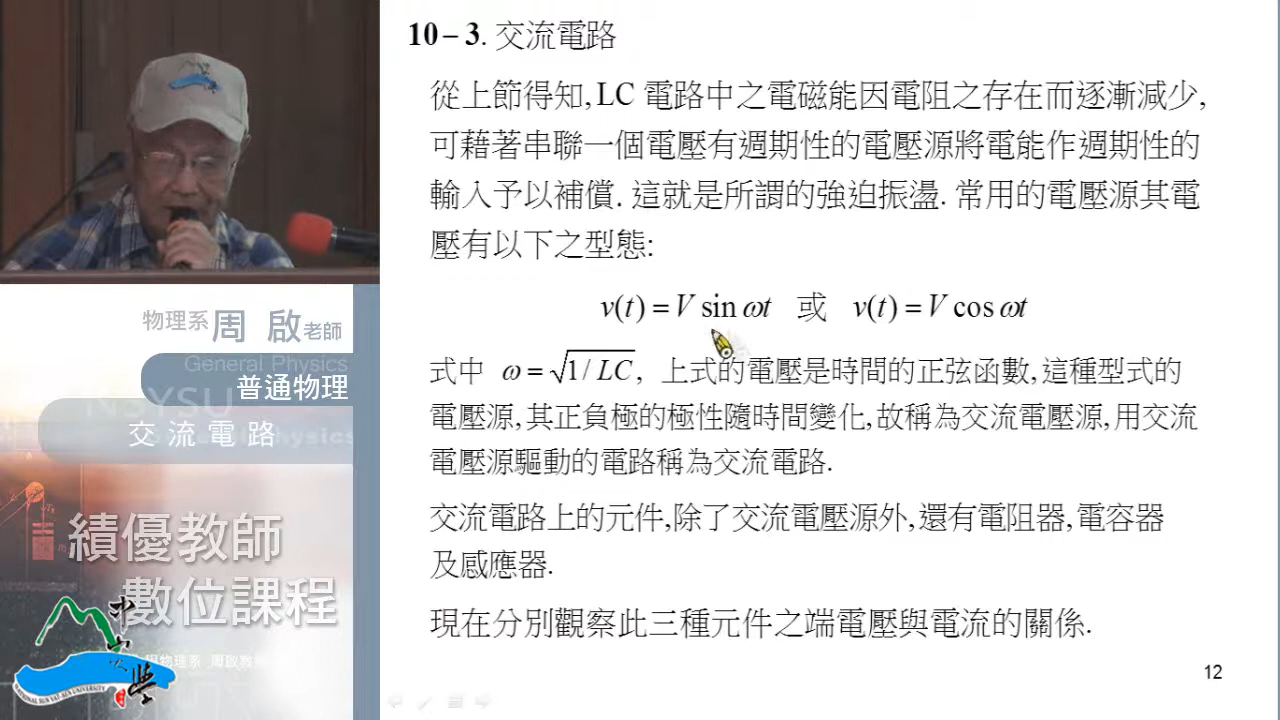 10－3. 交流電路
從上節得知, LC 電路中之電磁能因電阻之存在而逐漸減少,
可藉著串聯一個電壓有週期性的電壓源將電能作週期性的
輸入予以補償. 這就是所謂的強迫振盪. 常用的電壓源其電
壓有以下之型態:
v(t) = V sin ωt 或 v(t) = V cos ωt
式中 ω = √1/LC, 上式的電壓是時間的正弦函數, 這種型式的
電壓源, 其正負極的極性隨時間變化, 故稱為交流電壓源, 用交流
電壓源驅動的電路稱為交流電路.
交流電路上的元件, 除了交流電壓源外, 還有電阻器, 電容器
及感應器.
現在分別觀察此三種元件之端電壓與電流的關係.
12
物理系 周 啟 老師
General Physics
普通物理
NSYSU
交流電路
績優教師
數位課程
中山大學
NATIONAL SUN YAT-SEN UNIVERSITY